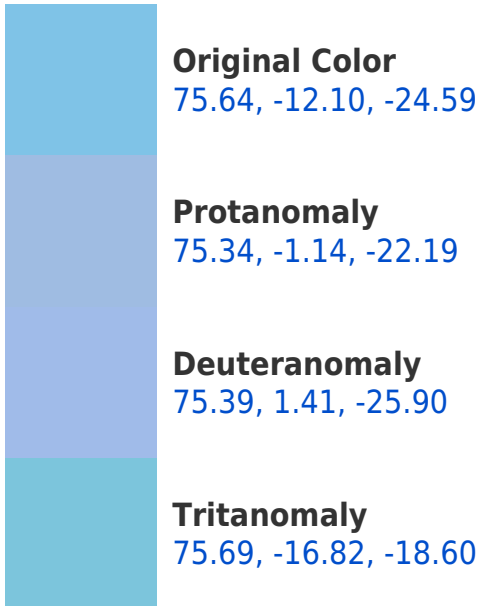 Original Color
75.64, -12.10, -24.59
Protanomaly
75.34, -1.14, -22.19
Deuteranomaly
75.39, 1.41, -25.90
Tritanomaly
75.69, -16.82, -18.60